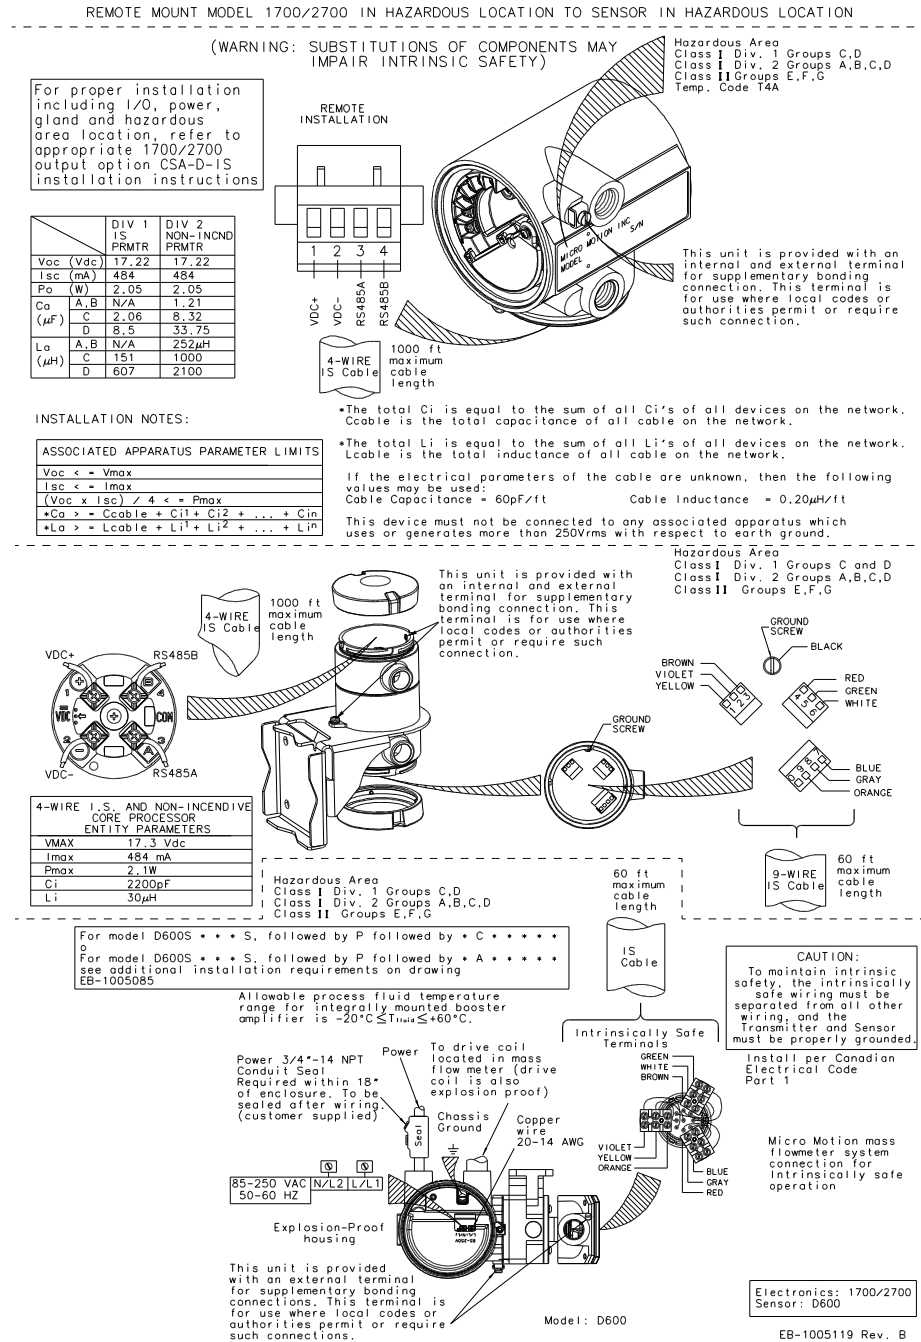 REMOTE MOUNT MODEL 1700/2700 IN HAZARDOUS LOCATION TO SENSOR IN HAZARDOUS LOCATION
(WARNING: SUBSTITUTIONS OF COMPONENTS MAY
IMPAIR INTRINSIC SAFETY)
Hazardous Area
Class I Div. 1 Groups C,D
Class I Div. 2 Groups A,B,C,D
Class II Groups E,F,G
Temp. Code T4A
For proper installation
including I/O, power,
gland and hazardous
area location, refer to
appropriate 1700/2700
output option CSA-D-IS
installation instructions
REMOTE
INSTALLATION
1 2 3 4
VDC+
VDC-
RS485A
RS485B
MICRO MOTION INC
MODEL
S/N
DIV 1 IS PRMTR
DIV 2 NON-INCND PRMTR
Voc (Vdc) 17.22 17.22
Isc (mA) 484 484
Po (W) 2.05 2.05
Ca (µF) A,B N/A 1.21
C 2.06 8.32
D 8.5 33.75
La (µH) A,B N/A 252µH
C 151 1000
D 607 2100
This unit is provided with an
internal and external terminal
for supplementary bonding
connection. This terminal is
for use where local codes or
authorities permit or require
such connection.
4-WIRE
IS Cable
1000 ft
maximum
cable
length
INSTALLATION NOTES:
ASSOCIATED APPARATUS PARAMETER LIMITS
Voc < = Vmax
Isc < = Imax
(Voc x Isc) / 4 < = Pmax
*Ca > = Ccable + Ci1 + Ci2 + ... + Cin
*La > = Lcable + Li1 + Li2 + ... + Lin
*The total Ci is equal to the sum of all Ci's of all devices on the network.
Ccable is the total capacitance of all cable on the network.
*The total Li is equal to the sum of all Li's of all devices on the network.
Lcable is the total inductance of all cable on the network.
If the electrical parameters of the cable are unknown, then the following
values may be used:
Cable Capacitance = 60pF/ft Cable Inductance = 0.20µH/ft
This device must not be connected to any associated apparatus which
uses or generates more than 250Vrms with respect to earth ground.
Hazardous Area
Class I Div. 1 Groups C and D
Class I Div. 2 Groups A,B,C,D
Class II Groups E,F,G
4-WIRE
IS Cable
1000 ft
maximum
cable
length
This unit is provided with
an internal and external
terminal for supplementary
bonding connection. This
terminal is for use where
local codes or authorities
permit or require such
connection.
VDC+
RS485B
1
B
4
VDC
COM
2
3
A
VDC-
RS485A
GROUND
SCREW
BLACK
BROWN
VIOLET
YELLOW
1 2 3
RED
GREEN
WHITE
4 5 6
GROUND
SCREW
7 8 9
BLUE
GRAY
ORANGE
4-WIRE I.S. AND NON-INCENDIVE
CORE PROCESSOR
ENTITY PARAMETERS
VMAX 17.3 Vdc
Imax 484 mA
Pmax 2.1W
Ci 2200pF
Li 30µH
Hazardous Area
Class I Div. 1 Groups C,D
Class I Div. 2 Groups A,B,C,D
Class II Groups E,F,G
60 ft
maximum
cable
length
9-WIRE
IS Cable
60 ft
maximum
cable
length
For model D600S * * * S, followed by P followed by * C * * * * *
o
For model D600S * * * S, followed by P followed by * A * * * * *
see additional installation requirements on drawing
EB-1005085
IS
Cable
CAUTION:
To maintain intrinsic
safety, the intrinsically
safe wiring must be
separated from all other
wiring, and the
Transmitter and Sensor
must be properly grounded.
Allowable process fluid temperature
range for integrally mounted booster
amplifier is -20°C ≤ Tfluid ≤ +60°C.
Intrinsically Safe
Terminals
Install per Canadian
Electrical Code
Part 1
Power 3/4"-14 NPT
Conduit Seal
Required within 18"
of enclosure. To be
sealed after wiring.
(customer supplied)
Power
Seal
To drive coil
located in mass
flow meter (drive
coil is also
explosion proof)
Chassis
Ground
Copper
wire
20-14 AWG
GREEN
WHITE
BROWN
VIOLET
YELLOW
ORANGE
BLUE
GRAY
RED
Micro Motion mass
flowmeter system
connection for
Intrinsically safe
operation
85-250 VAC
50-60 HZ
N/L2 L/L1
Explosion-Proof
housing
This unit is provided
with an external terminal
for supplementary bonding
connections. This terminal is
for use where local codes or
authorities permit or require
such connections.
Model: D600
Electronics: 1700/2700
Sensor: D600
EB-1005119 Rev. B